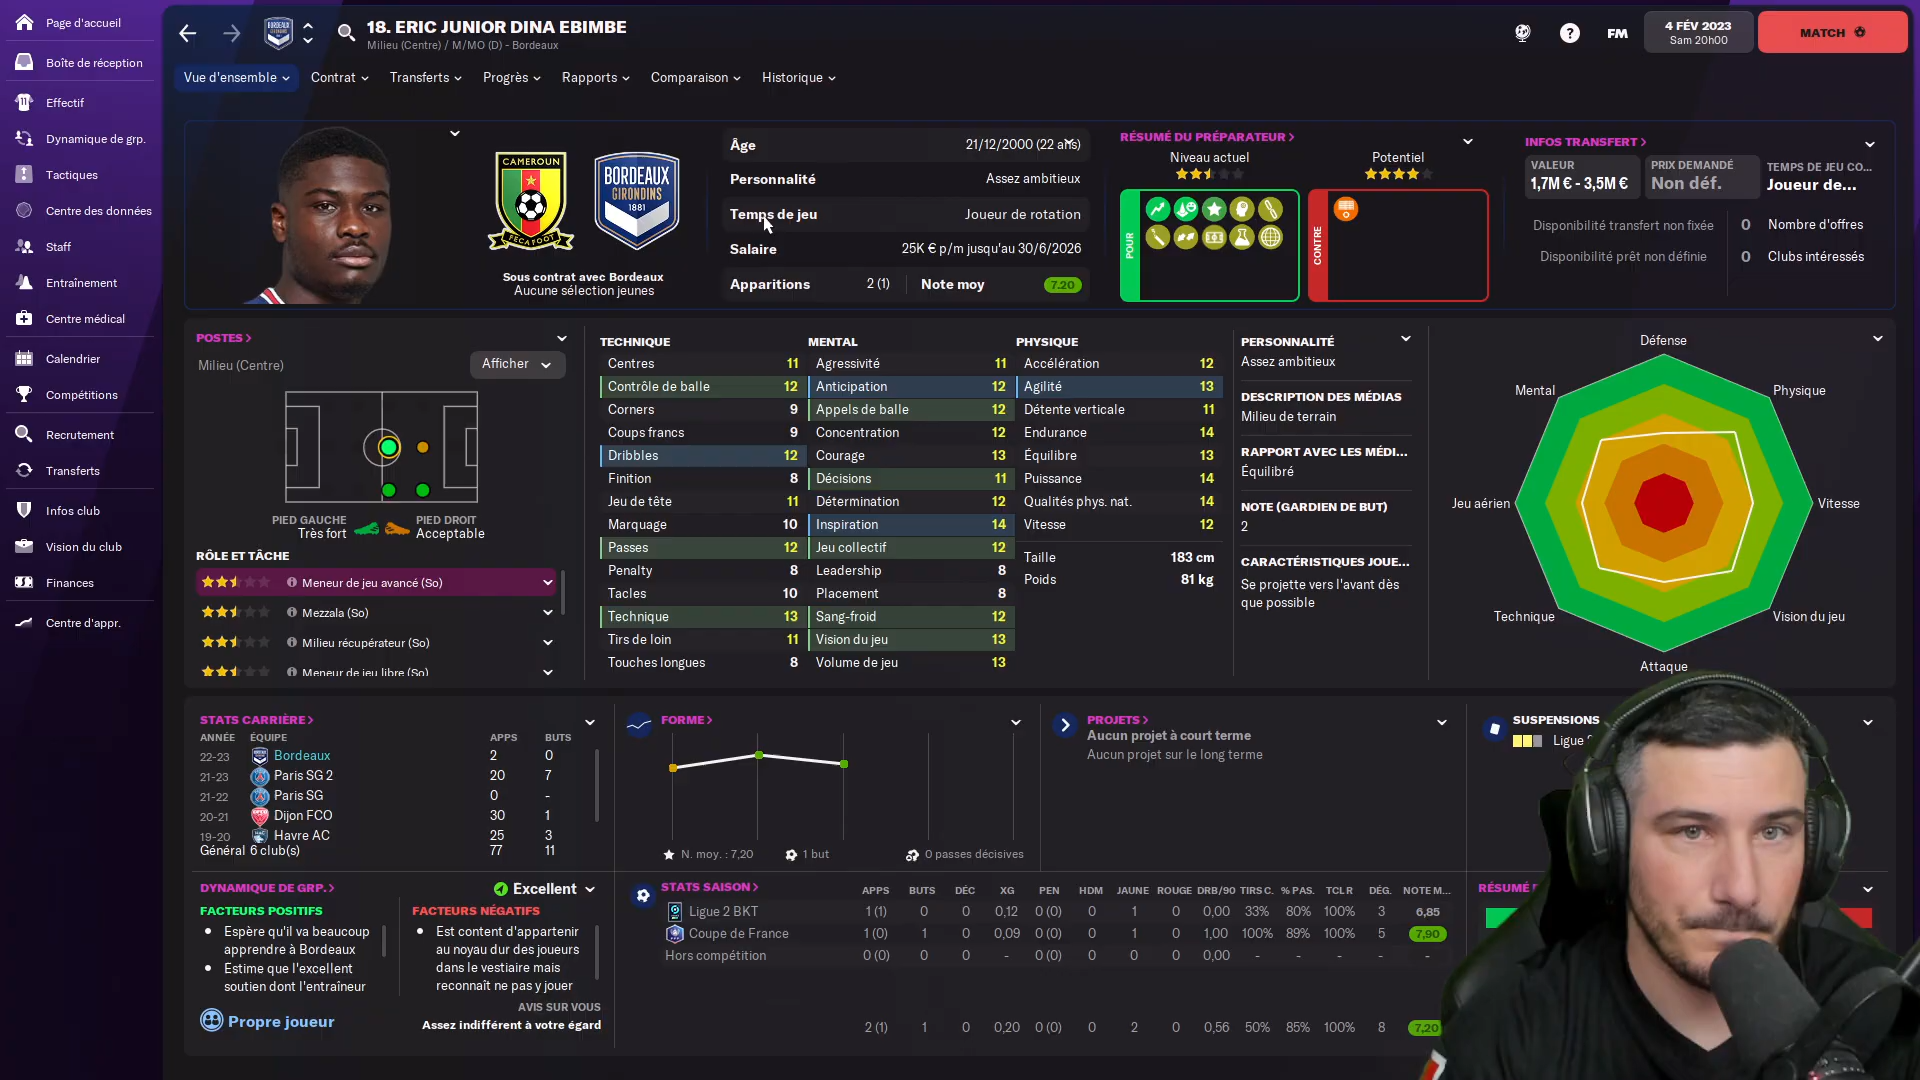 Page d'accueil
Boîte de réception
Effectif
Dynamique de grp.
Tactiques
Centre des données
Staff
Entraînement
Centre médical
Calendrier
Compétitions
Recrutement
Transferts
Infos club
Vision du club
Finances
Centre d'appr.
18. ERIC JUNIOR DINA EBIMBE
Milieu (Centre) / M/MO (D) - Bordeaux
FM
4 FÉV 2023
Sam 20h00
MATCH
Vue d'ensemble
Contrat
Transferts
Progrès
Rapports
Comparaison
Historique
CAMEROUN
FECAFOOT
BORDEAUX
GIRONDINS
1881
Sous contrat avec Bordeaux
Aucune sélection jeunes
Âge 21/12/2000 (22 ans)
Personnalité Assez ambitieux
Temps de jeu Joueur de rotation
Salaire 25K € p/m jusqu'au 30/6/2026
Apparitions 2 (1) Note moy 7.20
RÉSUMÉ DU PRÉPARATEUR >
Niveau actuel Potentiel
POUR
CONTRE
INFOS TRANSFERT >
VALEUR
1,7M € - 3,5M €
PRIX DEMANDÉ
Non déf.
TEMPS DE JEU CO...
Joueur de...
Disponibilité transfert non fixée 0 Nombre d'offres
Disponibilité prêt non définie 0 Clubs intéressés
POSTES >
Milieu (Centre)
Afficher
PIED GAUCHE
Très fort
PIED DROIT
Acceptable
RÔLE ET TÂCHE
Meneur de jeu avancé (So)
Mezzala (So)
Milieu récupérateur (So)
Meneur de jeu libre (So)
TECHNIQUE
Centres 11
Contrôle de balle 12
Corners 9
Coups francs 9
Dribbles 12
Finition 8
Jeu de tête 11
Marquage 10
Passes 12
Penalty 8
Tacles 10
Technique 13
Tirs de loin 11
Touches longues 8
MENTAL
Agressivité 11
Anticipation 12
Appels de balle 12
Concentration 12
Courage 13
Décisions 11
Détermination 12
Inspiration 14
Jeu collectif 12
Leadership 8
Placement 8
Sang-froid 12
Vision du jeu 13
Volume de jeu 13
PHYSIQUE
Accélération 12
Agilité 13
Détente verticale 11
Endurance 14
Équilibre 13
Puissance 14
Qualités phys. nat. 14
Vitesse 12
Taille 183 cm
Poids 81 kg
PERSONNALITÉ
Assez ambitieux
DESCRIPTION DES MÉDIAS
Milieu de terrain
RAPPORT AVEC LES MÉDI...
Équilibré
NOTE (GARDIEN DE BUT)
2
CARACTÉRISTIQUES JOUE...
Se projette vers l'avant dès
que possible
Défense
Mental
Physique
Jeu aérien
Vitesse
Technique
Vision du jeu
Attaque
STATS CARRIÈRE >
ANNÉE ÉQUIPE APPS BUTS
22-23 Bordeaux 2 0
21-23 Paris SG 2 20 7
21-22 Paris SG 0 -
20-21 Dijon FCO 30 1
19-20 Havre AC 25 3
Général 6 club(s) 77 11
FORME >
N. moy. : 7,20 1 but 0 passes décisives
PROJETS >
Aucun projet à court terme
Aucun projet sur le long terme
SUSPENSIONS
Ligue
DYNAMIQUE DE GRP. >
Excellent
FACTEURS POSITIFS
Espère qu'il va beaucoup
apprendre à Bordeaux
Estime que l'excellent
soutien dont l'entraîneur
FACTEURS NÉGATIFS
Est content d'appartenir
au noyau dur des joueurs
dans le vestiaire mais
reconnaît ne pas y jouer
Propre joueur
AVIS SUR VOUS
Assez indifférent à votre égard
STATS SAISON >
APPS BUTS DÉC XG PEN HDM JAUNE ROUGE DRB/90 TIRS C. % PAS. TCL R DÉG. NOTE M...
Ligue 2 BKT 1 (1) 0 0 0,12 0 (0) 0 1 0 0,00 33% 80% 100% 3 6,85
Coupe de France 1 (0) 1 0 0,09 0 (0) 0 1 0 1,00 100% 89% 100% 5 7,90
Hors compétition 0 (0) 0 0 - 0 (0) 0 0 0 0,00 - - - - -
2 (1) 1 0 0,20 0 (0) 0 2 0 0,56 50% 85% 100% 8 7,20